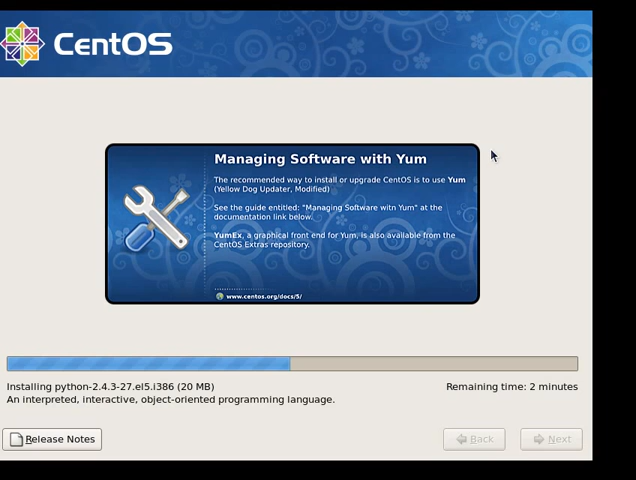 CentOS
Managing Software with Yum
The recommended way to install or upgrade CentOS is to use Yum
(Yellow Dog Updater, Modified)
See the guide entitled: "Managing Software witn Yum" at the
documentation link below.
YumEx, a graphical front end for Yum, is also available from the
CentOS Extras repository.
www.centos.org/docs/5/
Installing python-2.4.3-27.el5.i386 (20 MB)
Remaining time: 2 minutes
An interpreted, interactive, object-oriented programming language.
Release Notes
Back
Next